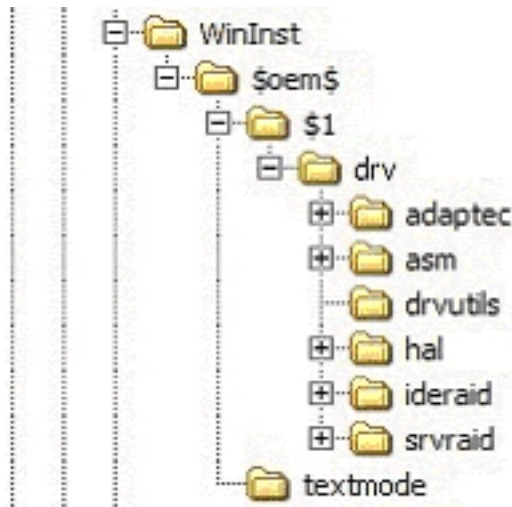 WinInst
$oem$
$1
drv
adaptec
asm
drvutils
hal
ideraid
srvraid
textmode